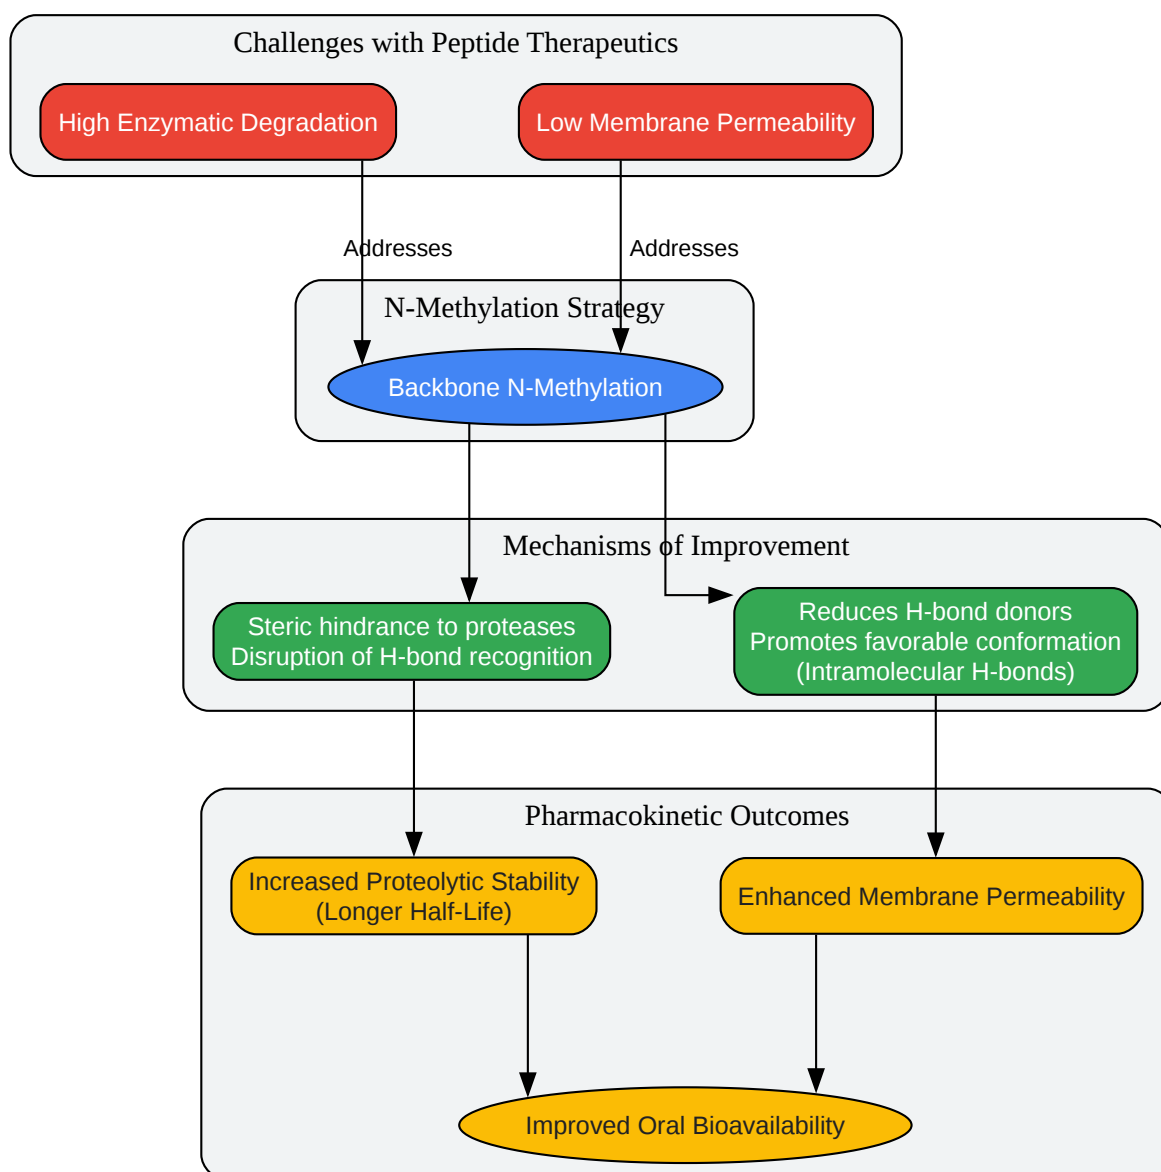 Challenges with Peptide Therapeutics
High Enzymatic Degradation
Low Membrane Permeability
Addresses
Addresses
N-Methylation Strategy
Backbone N-Methylation
Mechanisms of Improvement
Steric hindrance to proteases
Disruption of H-bond recognition
Reduces H-bond donors
Promotes favorable conformation
(Intramolecular H-bonds)
Pharmacokinetic Outcomes
Increased Proteolytic Stability
(Longer Half-Life)
Enhanced Membrane Permeability
Improved Oral Bioavailability